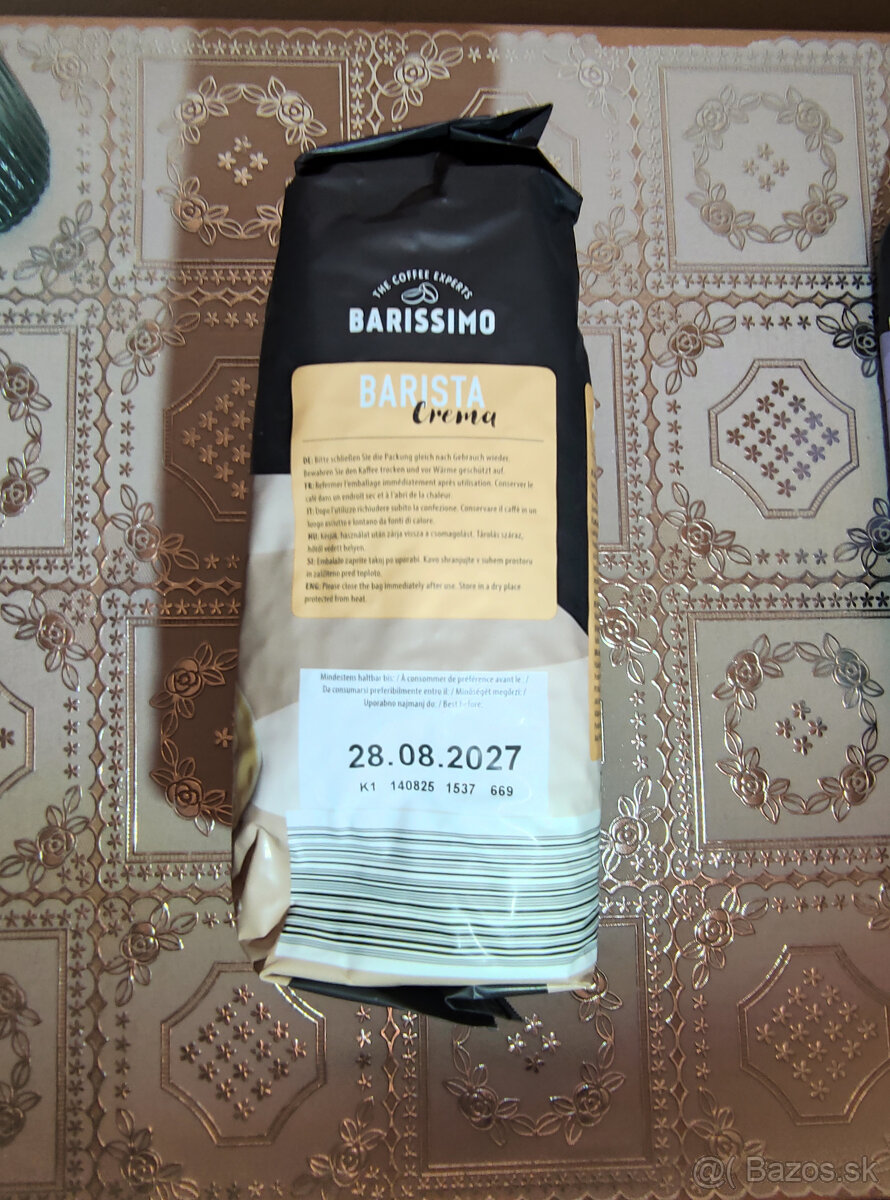 THE COFFEE EXPERTS
BARISSIMO
BARISTA
Crema
DE: Bitte schließen Sie die Packung gleich nach Gebrauch wieder.
Bewahren Sie den Kaffee trocken und vor Wärme geschützt auf.
FR: Refermer l'emballage immédiatement après utilisation. Conserver le
café dans un endroit sec et à l'abri de la chaleur.
IT: Dopo l'utilizzo richiudere subito la confezione. Conservare il caffè in un
luogo asciutto e lontano da fonti di calore.
HU: Kérjük, használat után zárja vissza a csomagolást. Tárolás: száraz,
hőtől védett helyen.
SI: Embalažo zaprite takoj po uporabi. Kavo shranjujte v suhem prostoru
in zaščiteno pred toploto.
ENG: Please close the bag immediately after use. Store in a dry place
protected from heat.
Mindestens haltbar bis: / À consommer de préférence avant le: /
Da consumarsi preferibilmente entro il: / Minőségét megőrzi: /
Uporabno najmanj do: / Best before:
28.08.2027
K1 140825 1537 669
@( Bazos.sk